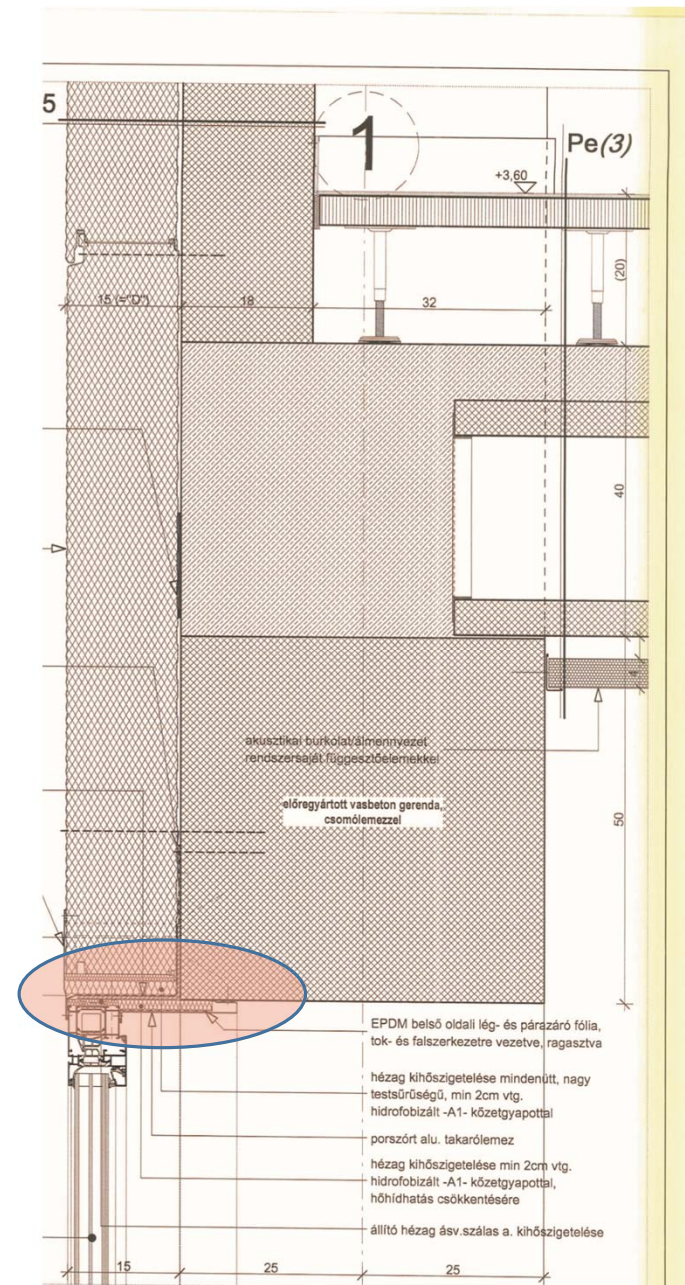 5
1
Pe(3)
+3,60
15 (="D")
18
32
(20)
40
4
akusztikai burkolat/álmennyezet
rendszersaját függesztőelemekkel
előregyártott vasbeton gerenda,
csomólemezzel
50
EPDM belső oldali lég- és párazáró fólia,
tok- és falszerkezetre vezetve, ragasztva
hézag kihőszigetelése mindenütt, nagy
testsűrűségű, min 2cm vtg.
hidrofobizált -A1- kőzetgyapottal
porszórt alu. takarólemez
hézag kihőszigetelése min 2cm vtg.
hidrofobizált -A1- kőzetgyapottal,
hőhídhatás csökkentésére
állító hézag ásv.szálas a. kihőszigetelése
15
25
25